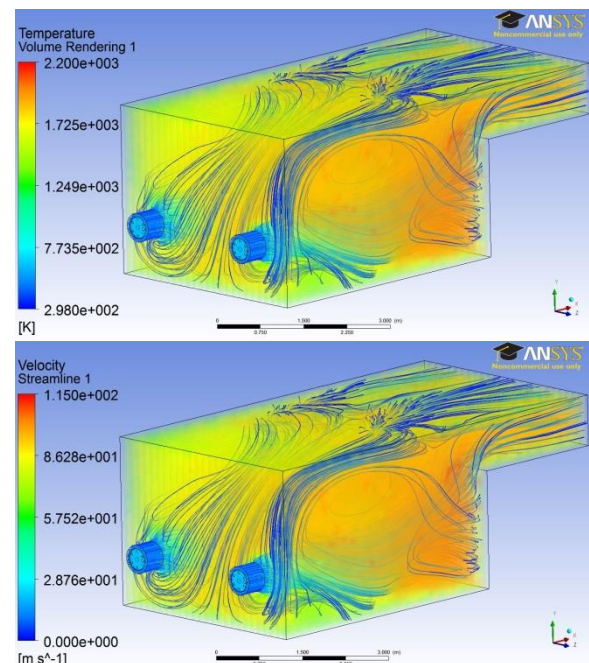 Temperature
Volume Rendering 1
2.200e+003
1.725e+003
1.249e+003
7.735e+002
2.980e+002
[K]
ANSYS
Noncommercial use only
0
1.500
3.000 (m)
0.750
2.250
Y
X
Z
Velocity
Streamline 1
1.150e+002
8.628e+001
5.752e+001
2.876e+001
0.000e+000
[m s^-1]
ANSYS
Noncommercial use only
0
1.500
3.000 (m)
Y
X
Z